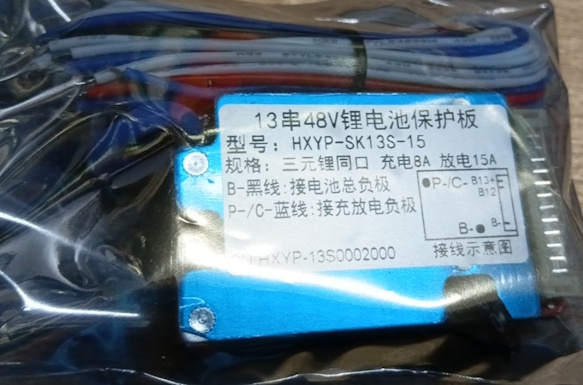 13串48V锂电池保护板
型号: HXYP-SK13S-15
规格: 三元锂同口 充电8A 放电15A
B-黑线:接电池总负极
P-/C-蓝线:接充放电负极
HXYP-13S0002000
P-/C- B13+
B12
B- B-
接线示意图